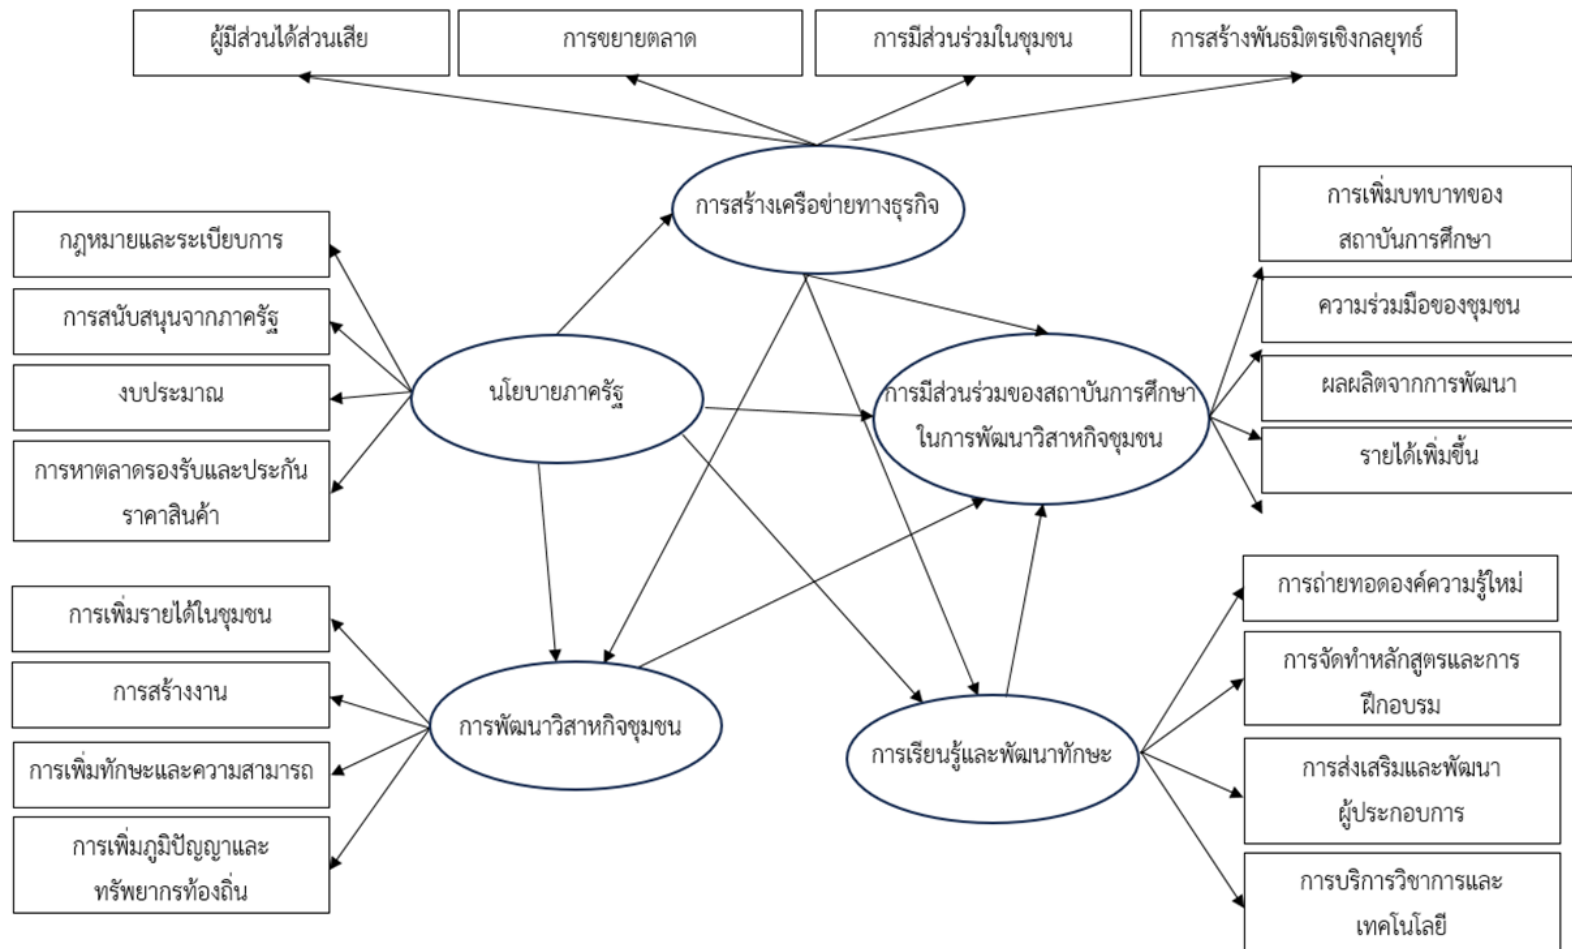 ผู้มีส่วนได้ส่วนเสีย
การขยายตลาด
การมีส่วนร่วมในชุมชน
การสร้างพันธมิตรเชิงกลยุทธ์
การสร้างเครือข่ายทางธุรกิจ
การเพิ่มบทบาทของ
สถาบันการศึกษา
ความร่วมมือของชุมชน
ผลผลิตจากการพัฒนา
รายได้เพิ่มขึ้น
กฎหมายและระเบียบการ
การสนับสนุนจากภาครัฐ
งบประมาณ
การหาตลาดรองรับและประกัน
ราคาสินค้า
นโยบายภาครัฐ
การมีส่วนร่วมของสถาบันการศึกษา
ในการพัฒนาวิสาหกิจชุมชน
การเพิ่มรายได้ในชุมชน
การสร้างงาน
การเพิ่มทักษะและความสามารถ
การเพิ่มภูมิปัญญาและ
ทรัพยากรท้องถิ่น
การพัฒนาวิสาหกิจชุมชน
การเรียนรู้และพัฒนาทักษะ
การถ่ายทอดองค์ความรู้ใหม่
การจัดทำหลักสูตรและการ
ฝึกอบรม
การส่งเสริมและพัฒนา
ผู้ประกอบการ
การบริการวิชาการและ
เทคโนโลยี